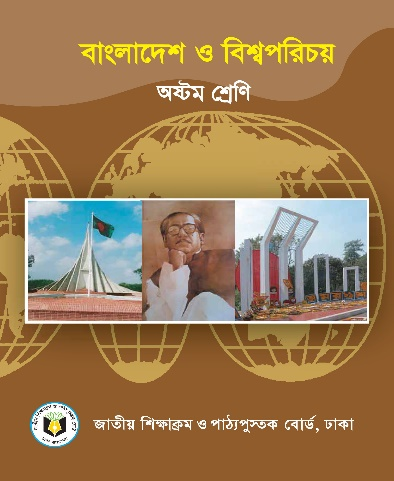 বাংলাদেশ ও বিশ্বপরিচয়
অষ্টম শ্রেণি
জাতীয় শিক্ষাক্রম ও পাঠ্যপুস্তক বোর্ড, ঢাকা